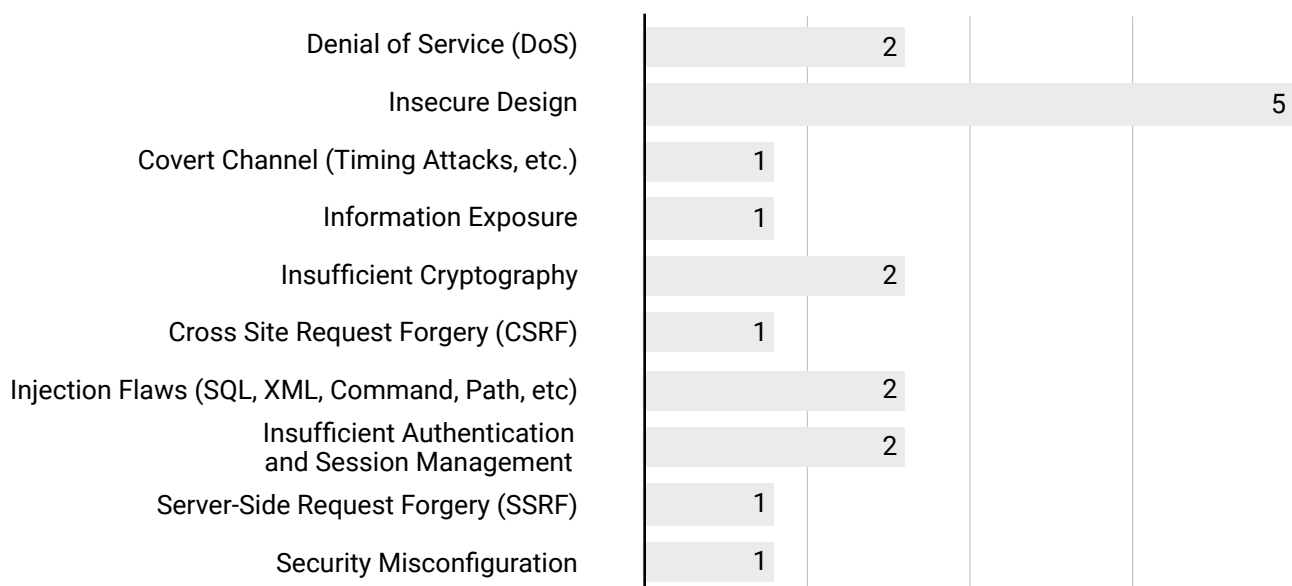 Denial of Service (DoS) 2
Insecure Design 5
Covert Channel (Timing Attacks, etc.) 1
Information Exposure 1
Insufficient Cryptography 2
Cross Site Request Forgery (CSRF) 1
Injection Flaws (SQL, XML, Command, Path, etc) 2
Insufficient Authentication
and Session Management 2
Server-Side Request Forgery (SSRF) 1
Security Misconfiguration 1